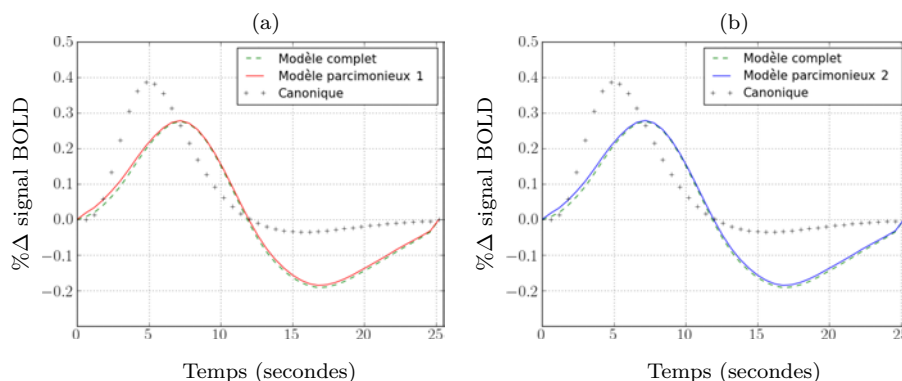 (a)
0.5
0.4
0.3
0.2
0.1
0.0
−0.1
−0.2
0
5
10
15
20
25
%Δ signal BOLD
Temps (secondes)
Modèle complet
Modèle parcimonieux 1
Canonique
(b)
0.5
0.4
0.3
0.2
0.1
0.0
−0.1
−0.2
0
5
10
15
20
25
%Δ signal BOLD
Temps (secondes)
Modèle complet
Modèle parcimonieux 2
Canonique